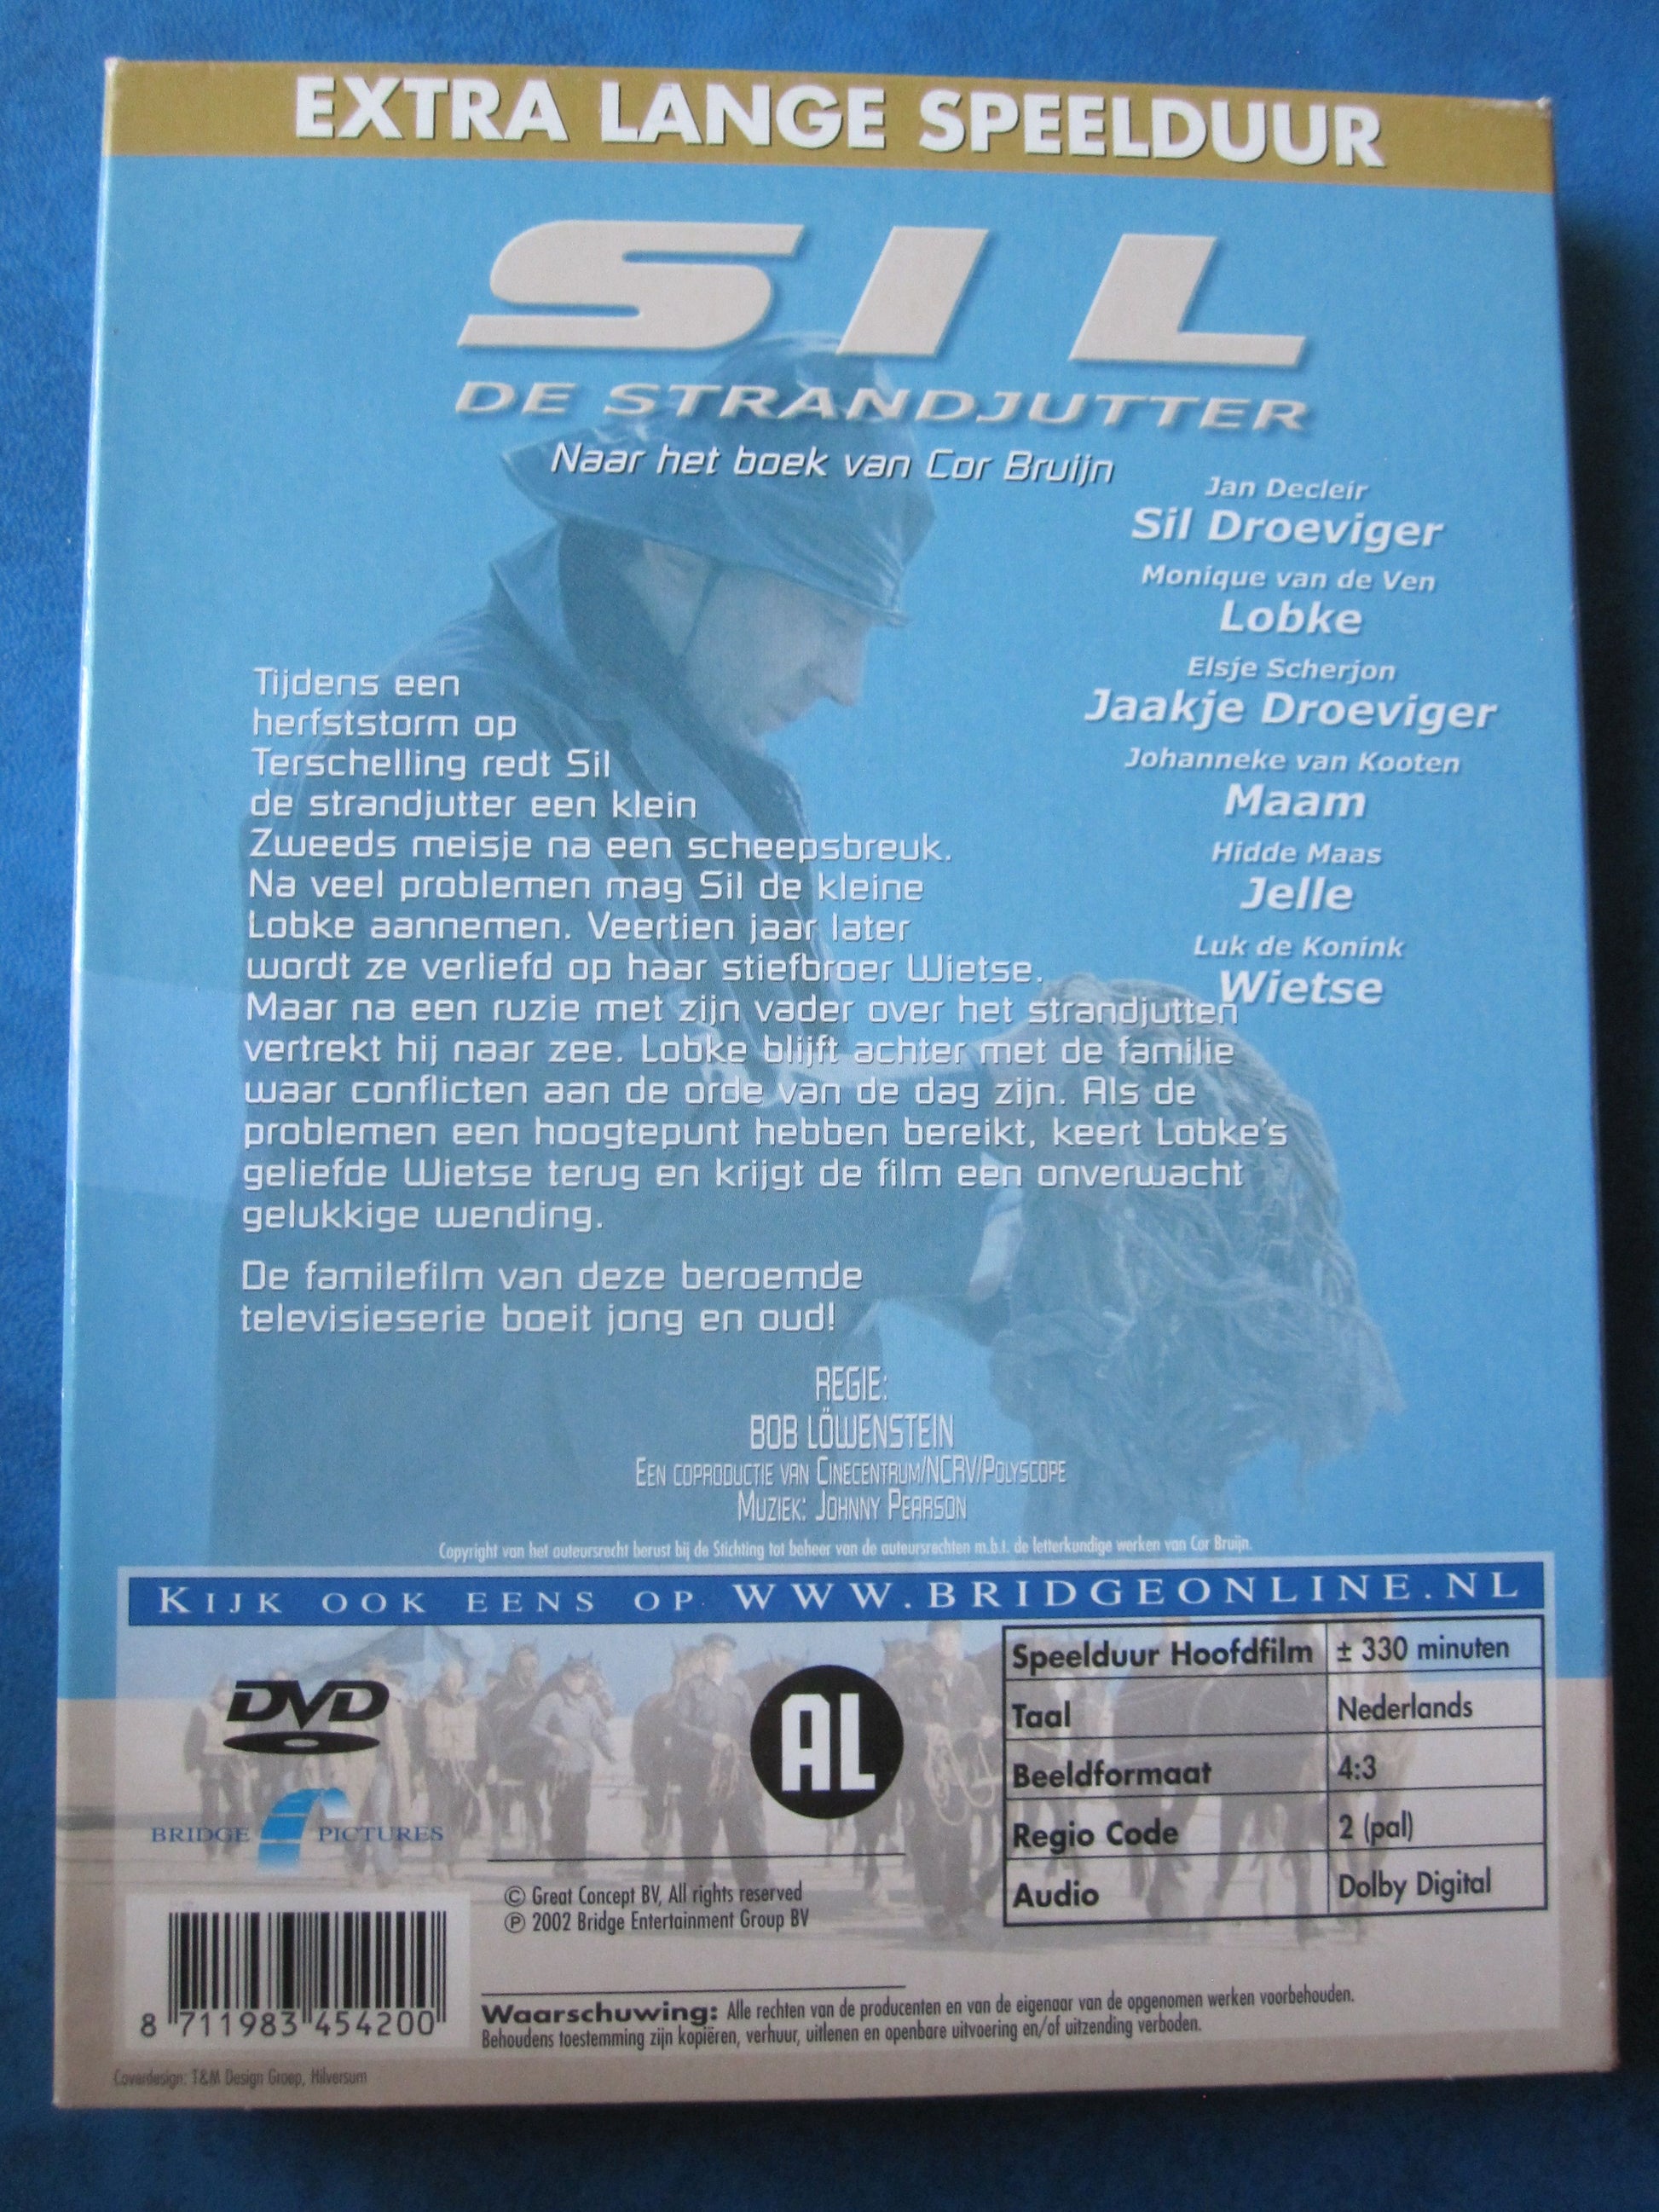 EXTRA LANGE SPEELDUUR
SIL
DE STRANDJUTTER
Naar het boek van Cor Bruijn
Jan Decleir
Sil Droeviger
Monique van de Ven
Lobke
Elsje Scherjon
Jaakje Droeviger
Johanneke van Kooten
Maam
Hidde Maas
Jelle
Luk de Konink
Wietse
Tijdens een
herfststorm op
Terschelling redt Sil
de strandjutter een klein
Zweeds meisje na een scheepsbreuk.
Na veel problemen mag Sil de kleine
Lobke aannemen. Veertien jaar later
wordt ze verliefd op haar stiefbroer Wietse.
Maar na een ruzie met zijn vader over het strandjutten
vertrekt hij naar zee. Lobke blijft achter met de familie
waar conflicten aan de orde van de dag zijn. Als de
problemen een hoogtepunt hebben bereikt, keert Lobke's
geliefde Wietse terug en krijgt de film een onverwacht
gelukkige wending.
De familefilm van deze beroemde
televisieserie boeit jong en oud!
REGIE:
BOB LÖWENSTEIN
EEN COPRODUCTIE VAN CINECENTRUM/NCRV/POLYSCOPE
MUZIEK: JOHNNY PEARSON
Copyright van het auteursrecht berust bij de Stichting tot beheer van de auteursrechten m.b.t. de letterkundige werken van Cor Bruijn.
KIJK OOK EENS OP WWW.BRIDGEONLINE.NL
DVD
BRIDGE PICTURES
AL
Speelduur Hoofdfilm ± 330 minuten
Taal Nederlands
Beeldformaat 4:3
Regio Code 2 (pal)
Audio Dolby Digital
© Great Concept BV, All rights reserved
℗ 2002 Bridge Entertainment Group BV
8 711983 454200
Waarschuwing: Alle rechten van de producenten en van de eigenaar van de opgenomen werken voorbehouden.
Behoudens toestemming zijn kopiëren, verhuur, uitlenen en openbare uitvoering en/of uitzending verboden.
Coverdesign: T&M Design Groep, Hilversum